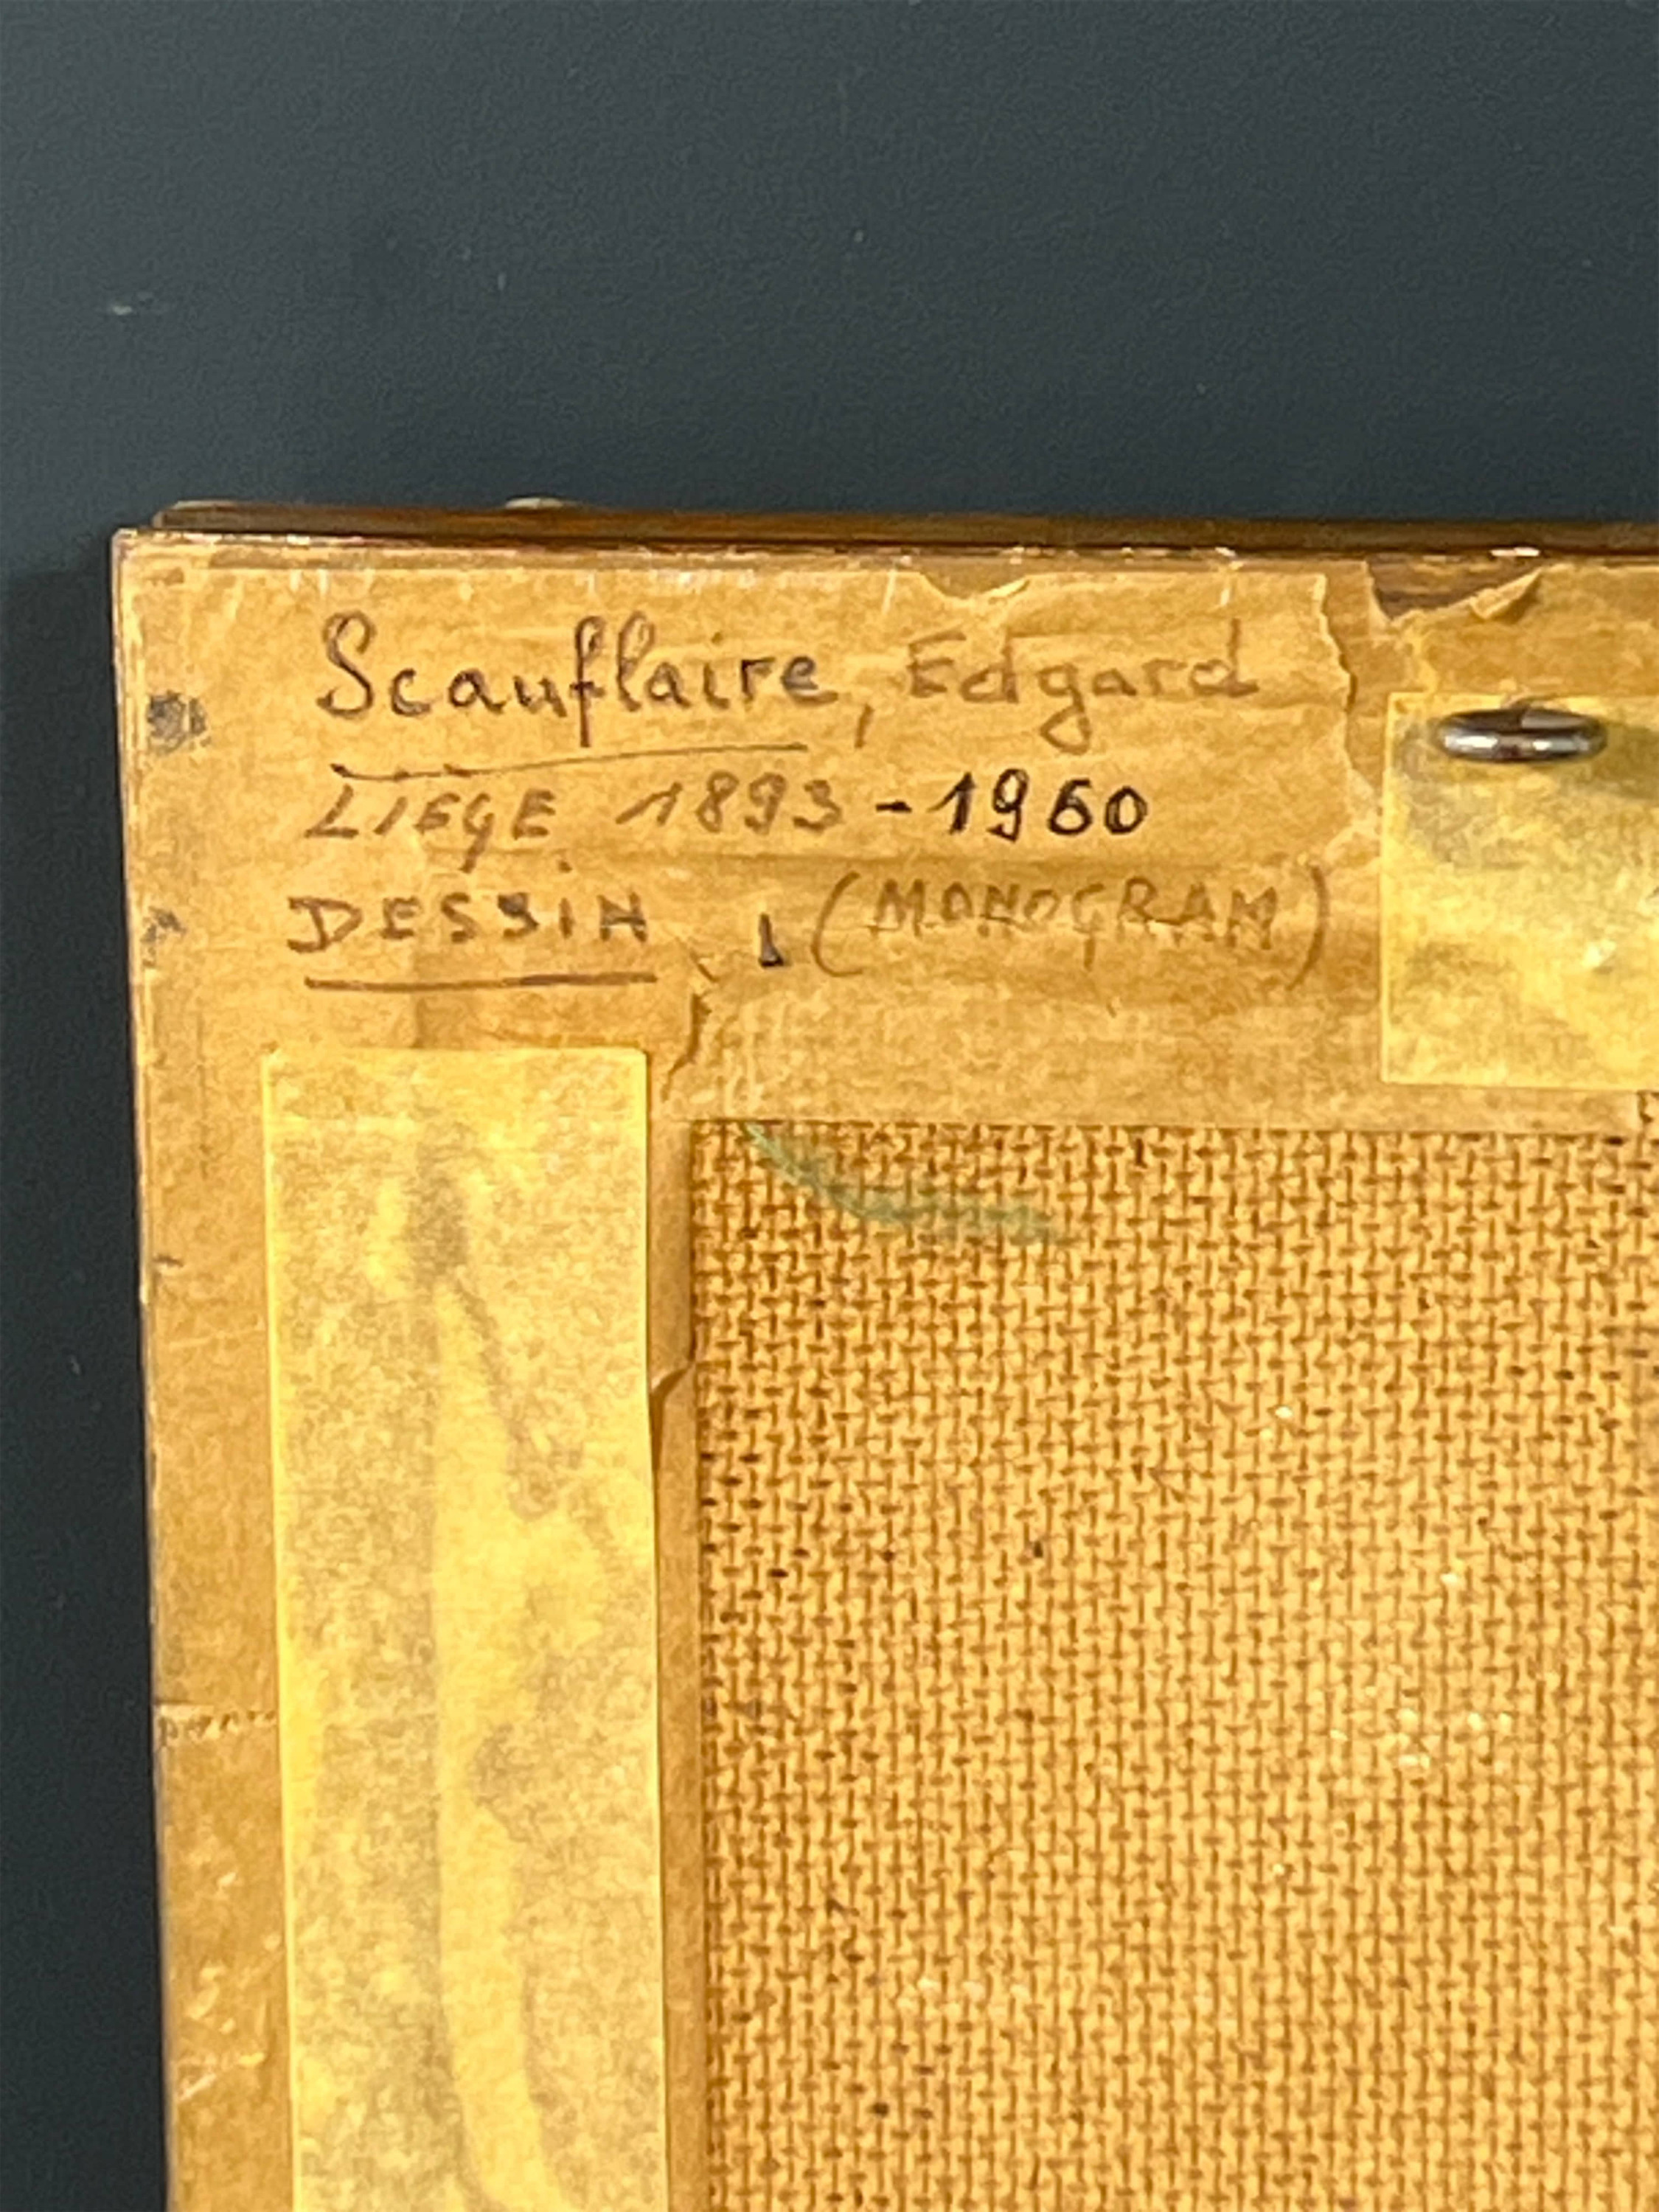 Scauflaire, Edgard
LIEGE 1893-1960
DESSiN (MONOGRAM)